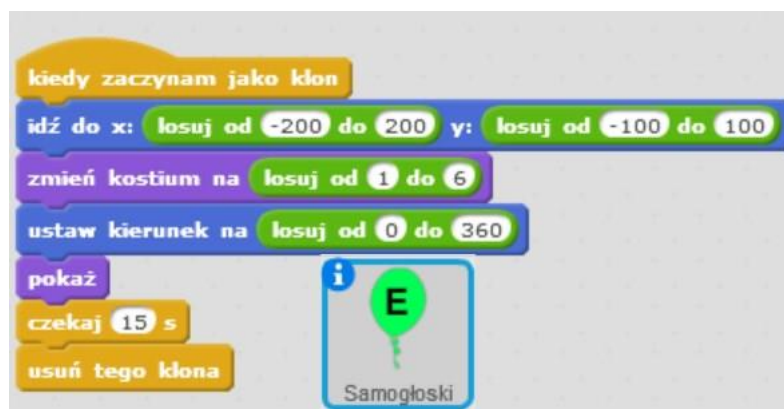 kiedy zaczynam jako klon
idź do x: losuj od -200 do 200 y: losuj od -100 do 100
zmień kostium na losuj od 1 do 6
ustaw kierunek na losuj od 0 do 360
pokaż
czekaj 15 s
usuń tego klona
i
E
Samogłoski